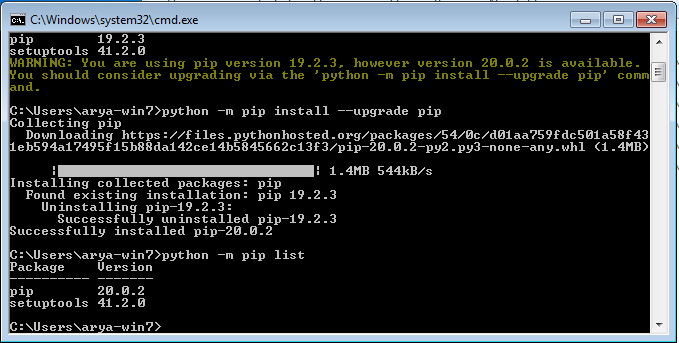 C:\Windows\system32\cmd.exe
pip        19.2.3
setuptools 41.2.0
WARNING: You are using pip version 19.2.3, however version 20.0.2 is available.
You should consider upgrading via the 'python -m pip install --upgrade pip' comm
and.
C:\Users\arya-win7>python -m pip install --upgrade pip
Collecting pip
  Downloading https://files.pythonhosted.org/packages/54/0c/d01aa759fdc501a58f43
1eb594a17495f15b88da142ce14b5845662c13f3/pip-20.0.2-py2.py3-none-any.whl (1.4MB)
1.4MB 544kB/s
Installing collected packages: pip
  Found existing installation: pip 19.2.3
    Uninstalling pip-19.2.3:
      Successfully uninstalled pip-19.2.3
Successfully installed pip-20.0.2
C:\Users\arya-win7>python -m pip list
Package    Version
---------- -------
pip        20.0.2
setuptools 41.2.0
C:\Users\arya-win7>